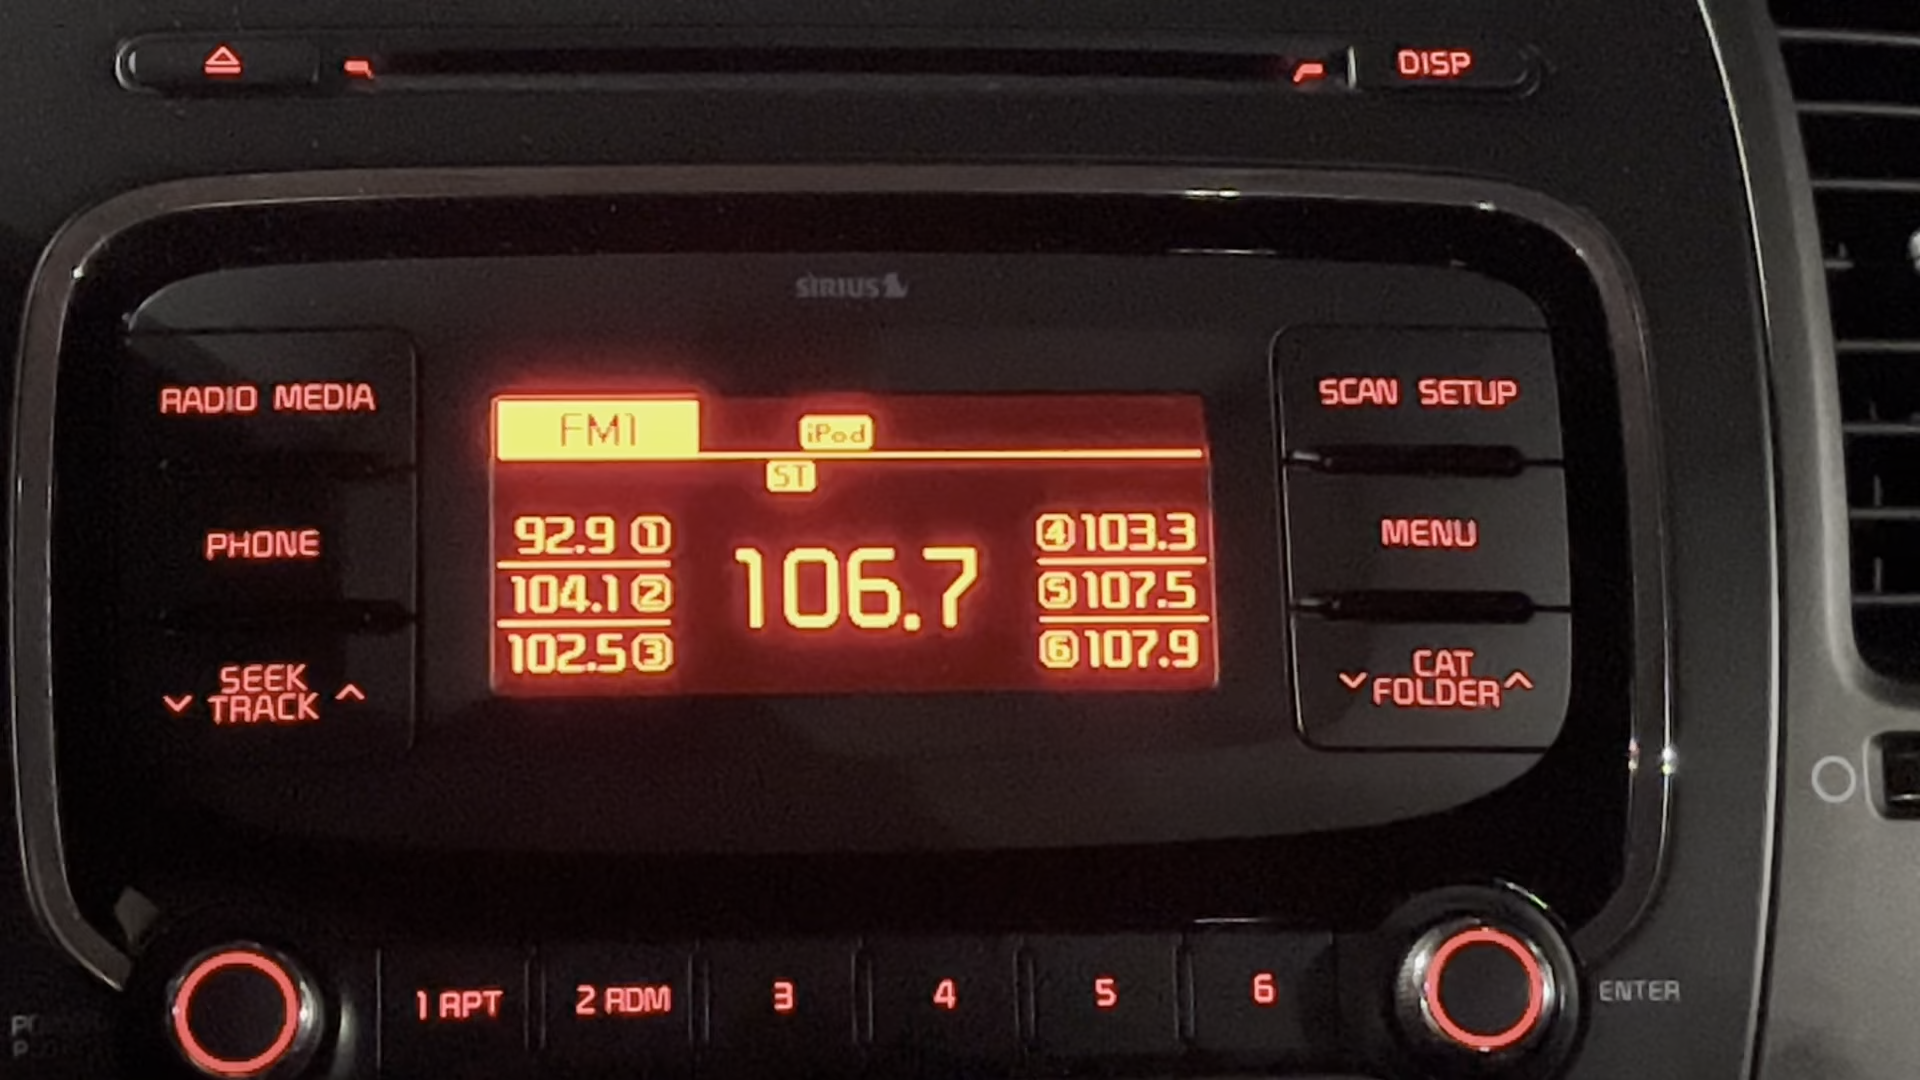 DISP
SIRIUS
RADIO MEDIA
SCAN SETUP
FM1
iPod
ST
92.9 1
104.1 2
102.5 3
106.7
4 103.3
5 107.5
6 107.9
PHONE
MENU
SEEK
TRACK
CAT
FOLDER
1 RPT
2 RDM
3
4
5
6
ENTER